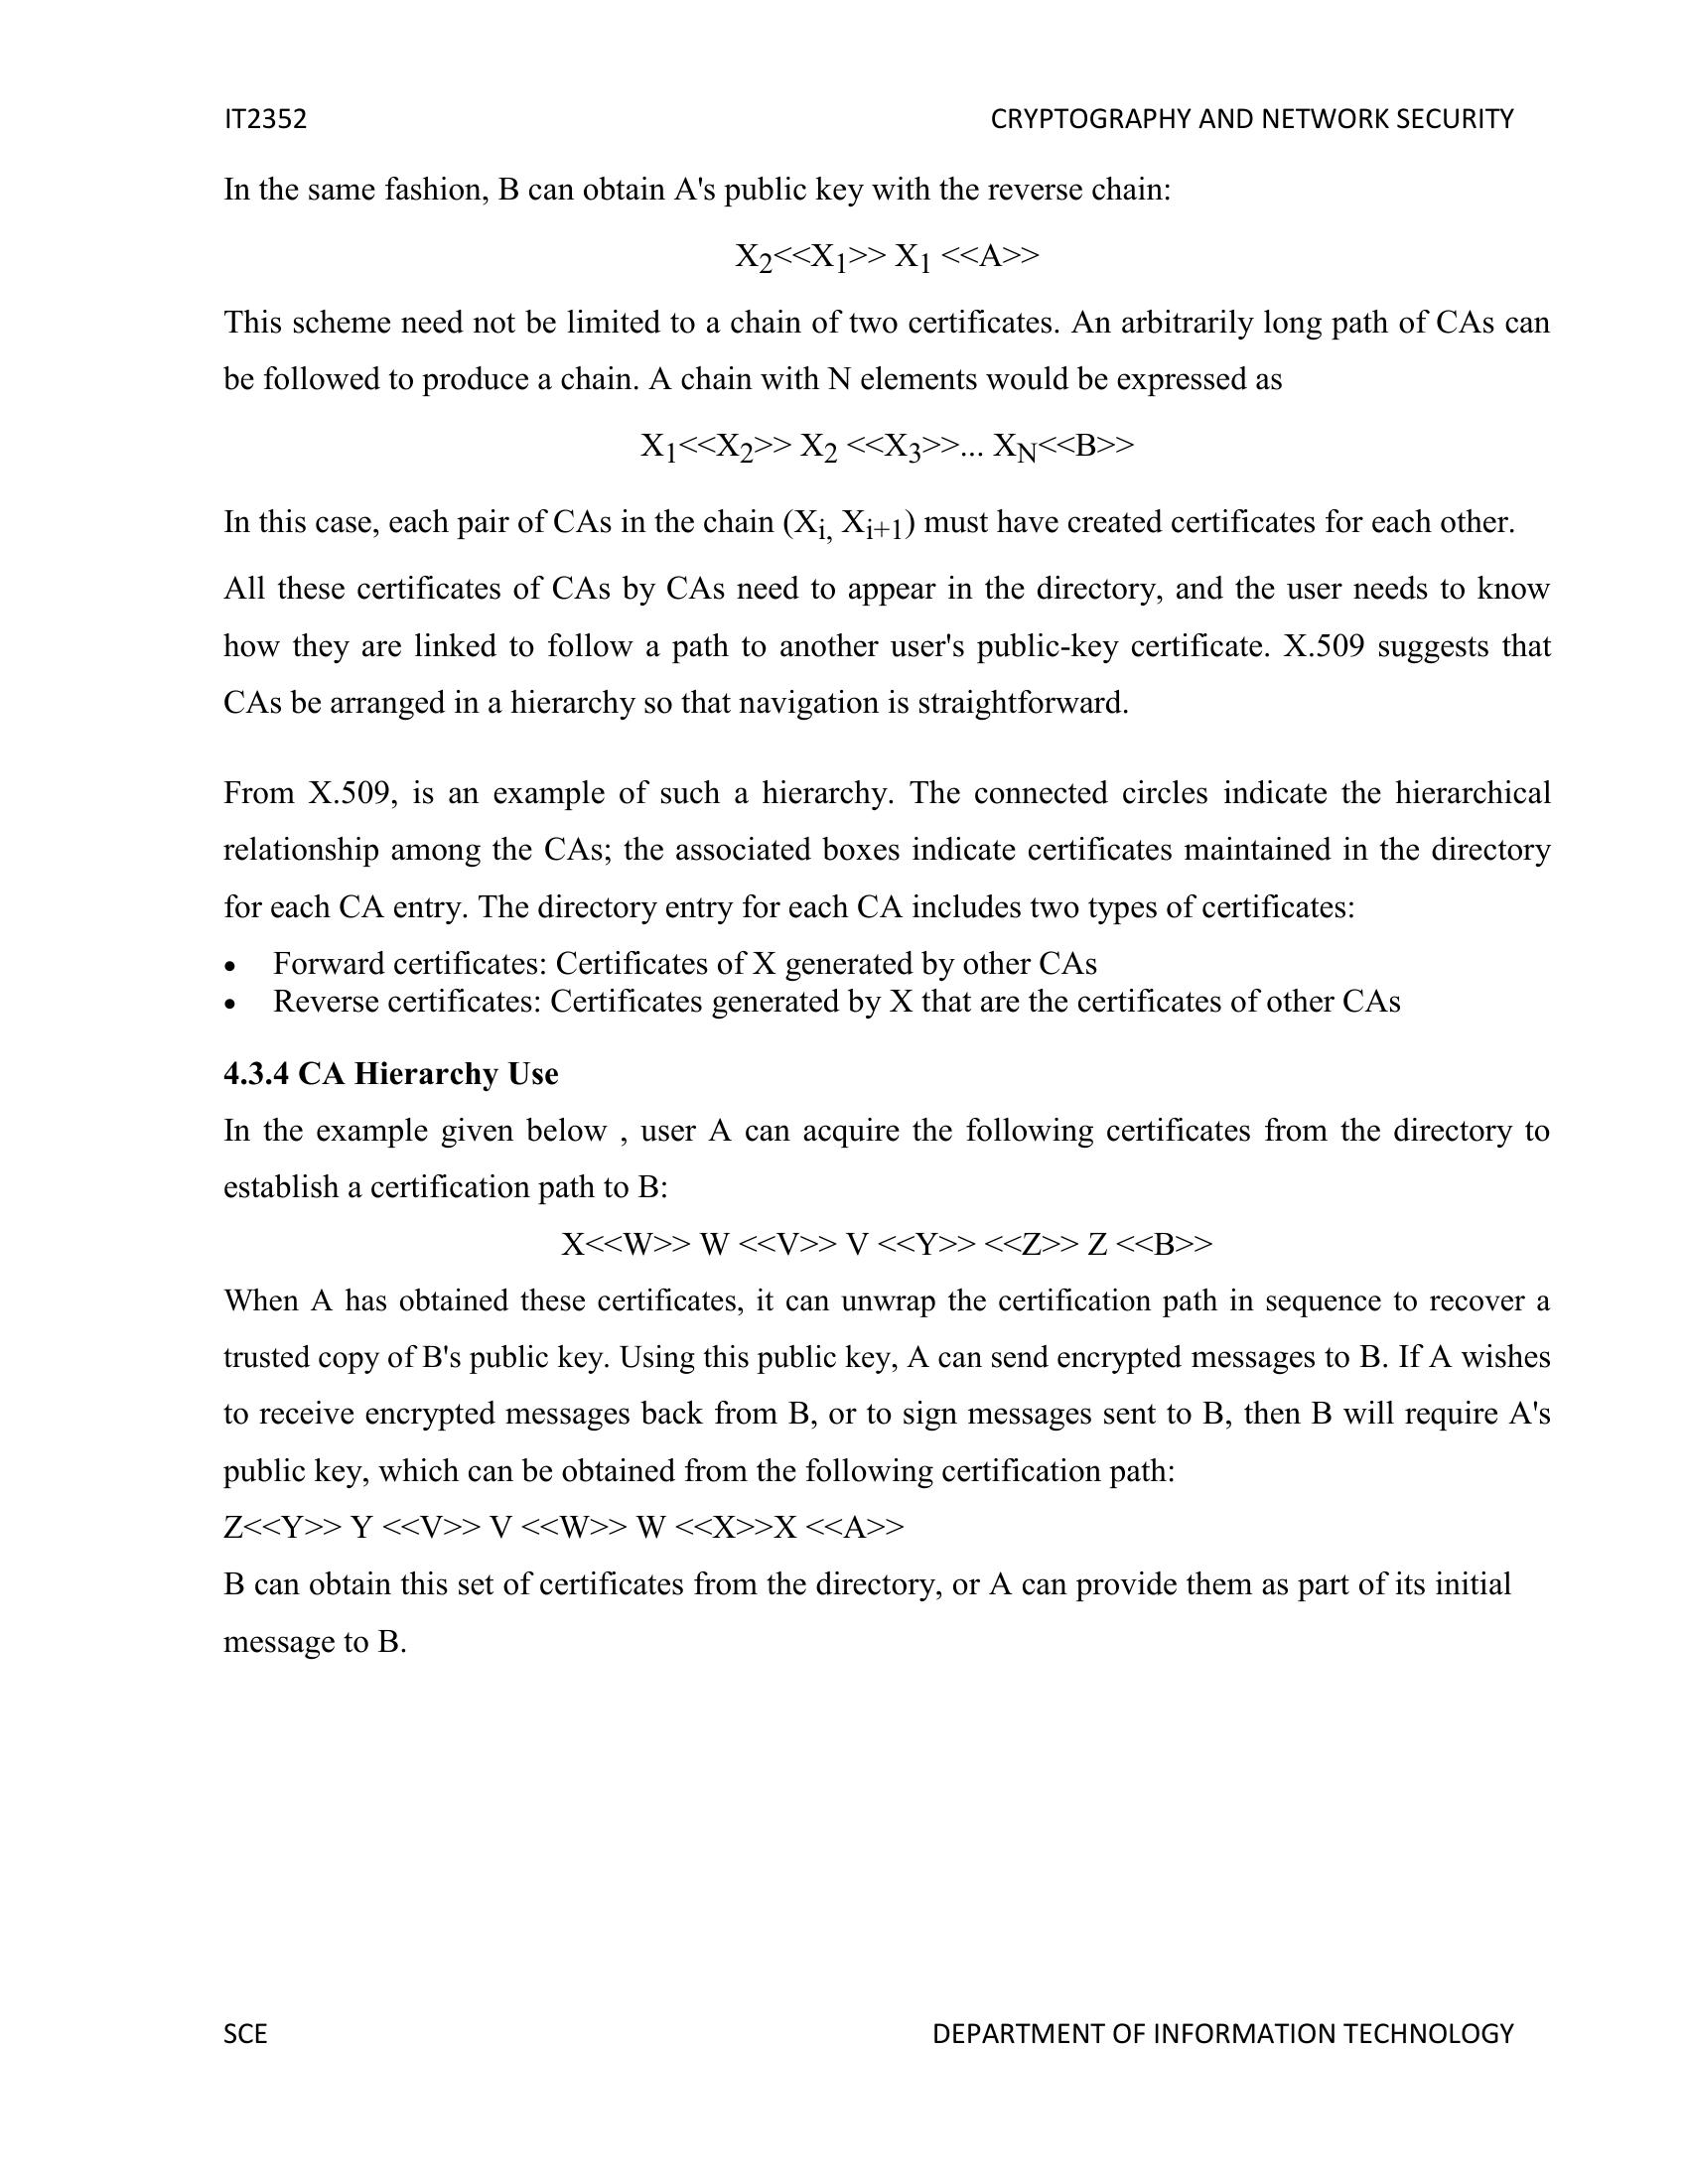 IT2352 CRYPTOGRAPHY AND NETWORK SECURITY
In the same fashion, B can obtain A's public key with the reverse chain:
X2<<X1>> X1 <<A>>
This scheme need not be limited to a chain of two certificates. An arbitrarily long path of CAs can
be followed to produce a chain. A chain with N elements would be expressed as
X1<<X2>> X2 <<X3>>... XN<<B>>
In this case, each pair of CAs in the chain (Xi, Xi+1) must have created certificates for each other.
All these certificates of CAs by CAs need to appear in the directory, and the user needs to know
how they are linked to follow a path to another user's public-key certificate. X.509 suggests that
CAs be arranged in a hierarchy so that navigation is straightforward.
From X.509, is an example of such a hierarchy. The connected circles indicate the hierarchical
relationship among the CAs; the associated boxes indicate certificates maintained in the directory
for each CA entry. The directory entry for each CA includes two types of certificates:
• Forward certificates: Certificates of X generated by other CAs
• Reverse certificates: Certificates generated by X that are the certificates of other CAs
4.3.4 CA Hierarchy Use
In the example given below , user A can acquire the following certificates from the directory to
establish a certification path to B:
X<<W>> W <<V>> V <<Y>> <<Z>> Z <<B>>
When A has obtained these certificates, it can unwrap the certification path in sequence to recover a
trusted copy of B's public key. Using this public key, A can send encrypted messages to B. If A wishes
to receive encrypted messages back from B, or to sign messages sent to B, then B will require A's
public key, which can be obtained from the following certification path:
Z<<Y>> Y <<V>> V <<W>> W <<X>>X <<A>>
B can obtain this set of certificates from the directory, or A can provide them as part of its initial
message to B.
SCE DEPARTMENT OF INFORMATION TECHNOLOGY